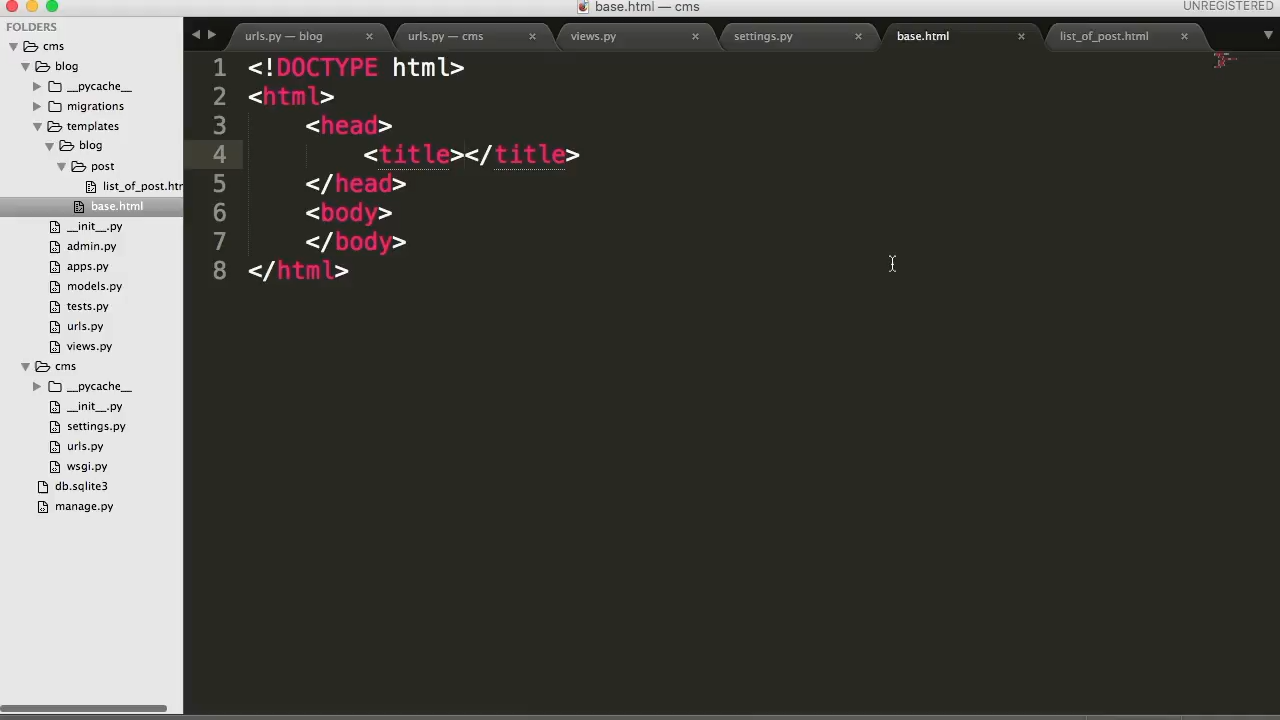 base.html — cms
UNREGISTERED
FOLDERS
cms
blog
__pycache__
migrations
templates
blog
post
list_of_post.htm
base.html
__init__.py
admin.py
apps.py
models.py
tests.py
urls.py
views.py
cms
__pycache__
__init__.py
settings.py
urls.py
wsgi.py
db.sqlite3
manage.py
urls.py — blog
urls.py — cms
views.py
settings.py
base.html
list_of_post.html
1 <!DOCTYPE html>
2 <html>
3 <head>
4 <title></title>
5 </head>
6 <body>
7 </body>
8 </html>